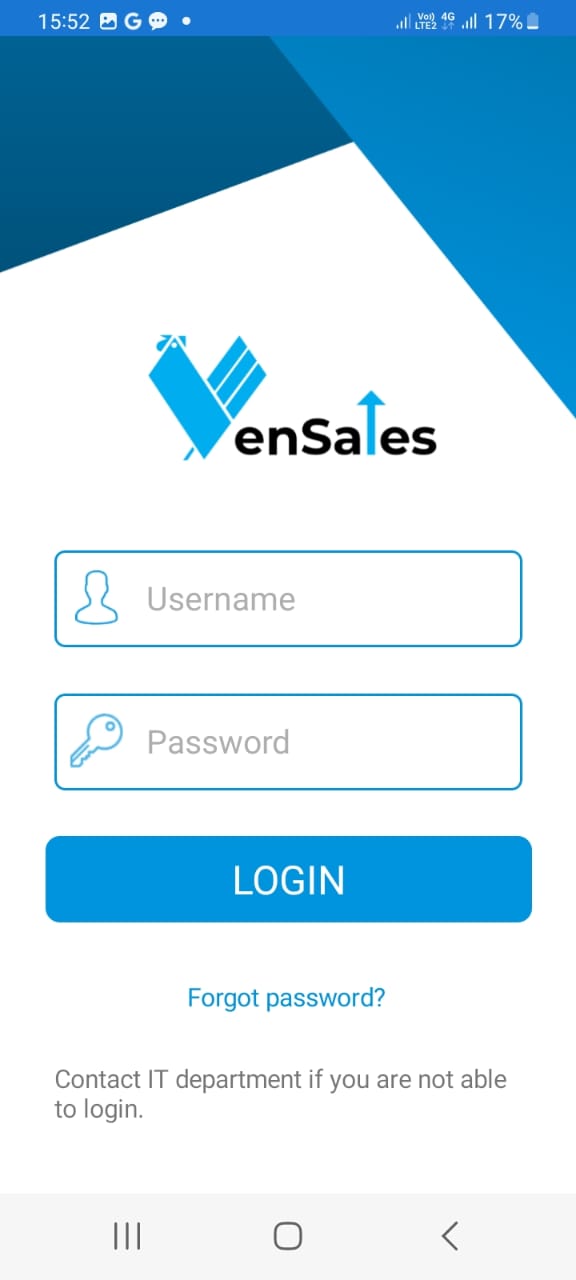 15:52 G Vo)) 4G 17%
LTE2
VenSales
Username
Password
LOGIN
Forgot password?
Contact IT department if you are not able
to login.